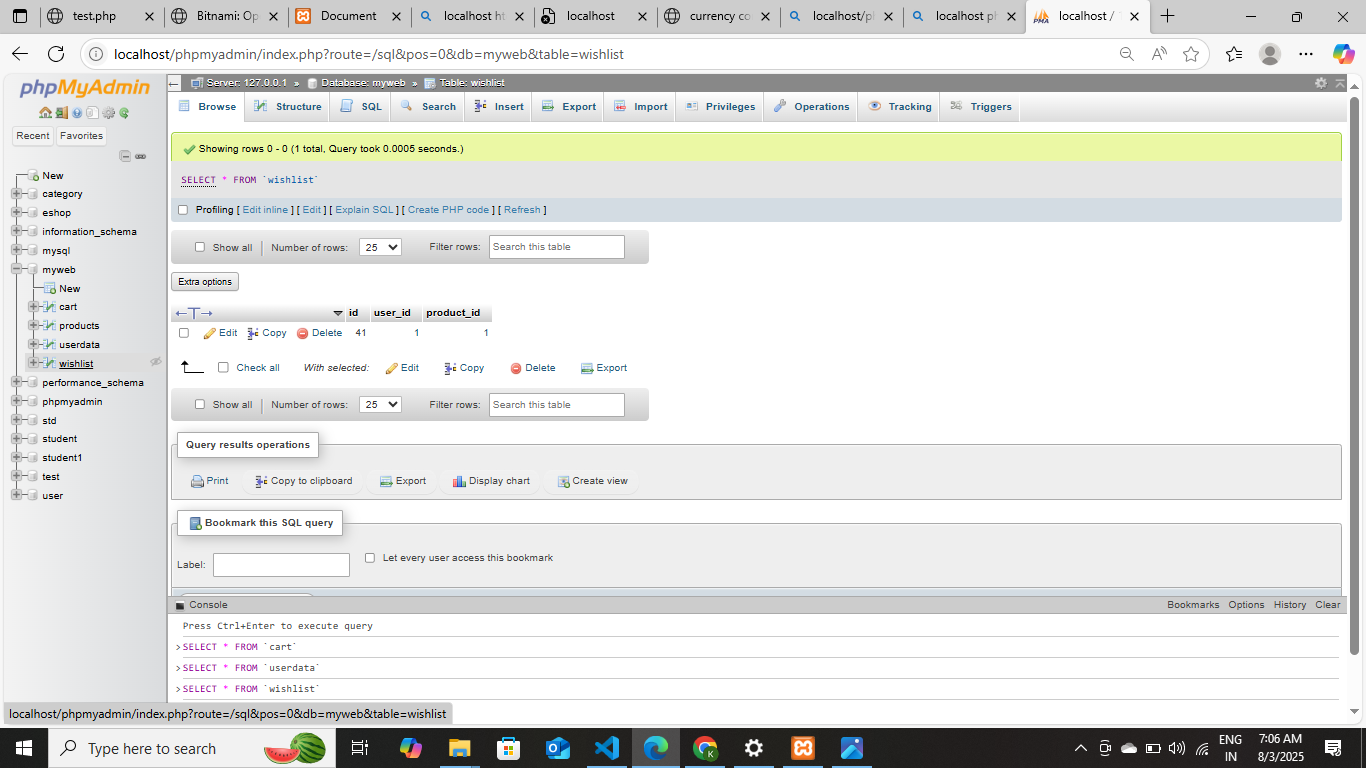 test.php
Bitnami: Op
Document
localhost ht
localhost
currency co
localhost/pl
localhost ph
localhost /
localhost/phpmyadmin/index.php?route=/sql&pos=0&db=myweb&table=wishlist
phpMyAdmin
Recent Favorites
New
category
eshop
information_schema
mysql
myweb
New
cart
products
userdata
wishlist
performance_schema
phpmyadmin
std
student
student1
test
user
Server: 127.0.0.1 » Database: myweb » Table: wishlist
Browse Structure SQL Search Insert Export Import Privileges Operations Tracking Triggers
Showing rows 0 - 0 (1 total, Query took 0.0005 seconds.)
SELECT * FROM `wishlist`
Profiling [ Edit inline ] [ Edit ] [ Explain SQL ] [ Create PHP code ] [ Refresh ]
Show all Number of rows: 25 Filter rows: Search this table
Extra options
id user_id product_id
Edit Copy Delete 41 1 1
Check all With selected: Edit Copy Delete Export
Show all Number of rows: 25 Filter rows: Search this table
Query results operations
Print Copy to clipboard Export Display chart Create view
Bookmark this SQL query
Label: Let every user access this bookmark
Console Bookmarks Options History Clear
Press Ctrl+Enter to execute query
>SELECT * FROM `cart`
>SELECT * FROM `userdata`
>SELECT * FROM `wishlist`
localhost/phpmyadmin/index.php?route=/sql&pos=0&db=myweb&table=wishlist
Type here to search
ENG
IN
7:06 AM
8/3/2025